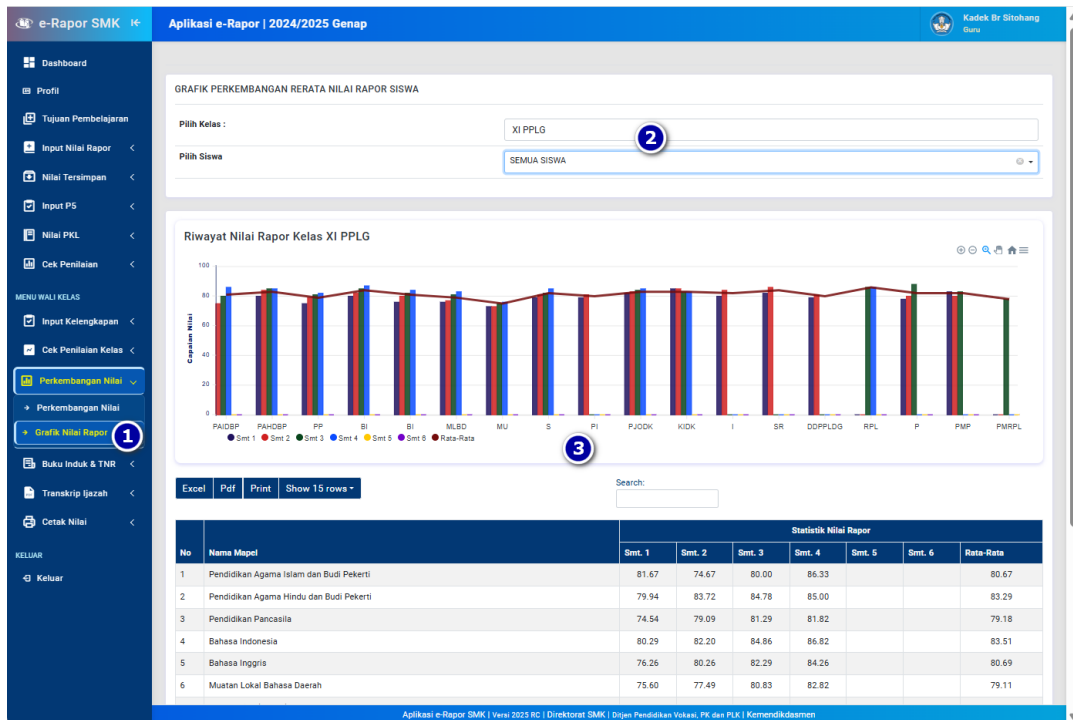 e-Rapor SMK
Aplikasi e-Rapor | 2024/2025 Genap
Kadek Br Sitohang
Guru
Dashboard
Profil
Tujuan Pembelajaran
Input Nilai Rapor
Nilai Tersimpan
Input P5
Nilai PKL
Cek Penilaian
MENU WALI KELAS
Input Kelengkapan
Cek Penilaian Kelas
Perkembangan Nilai
Perkembangan Nilai
Grafik Nilai Rapor
1
Buku Induk & TNR
Transkrip Ijazah
Cetak Nilai
KELUAR
Keluar
GRAFIK PERKEMBANGAN RERATA NILAI RAPOR SISWA
Pilih Kelas :
XI PPLG
2
Pilih Siswa
SEMUA SISWA
Riwayat Nilai Rapor Kelas XI PPLG
Capaian Nilai
100
80
60
40
20
0
PAIDBP PAHDBP PP BI BI MLBD MU S PI PJODK KIDK I SR DDPPLDG RPL P PMP PMRPL
Smt 1 Smt 2 Smt 3 Smt 4 Smt 5 Smt 6 Rata-Rata
3
Excel Pdf Print Show 15 rows
Search:
Statistik Nilai Rapor
No Nama Mapel Smt. 1 Smt. 2 Smt. 3 Smt. 4 Smt. 5 Smt. 6 Rata-Rata
1 Pendidikan Agama Islam dan Budi Pekerti 81.67 74.67 80.00 86.33 80.67
2 Pendidikan Agama Hindu dan Budi Pekerti 79.94 83.72 84.78 85.00 83.29
3 Pendidikan Pancasila 74.54 79.09 81.29 81.82 79.18
4 Bahasa Indonesia 80.29 82.20 84.86 86.82 83.51
5 Bahasa Inggris 76.26 80.26 82.29 84.26 80.69
6 Muatan Lokal Bahasa Daerah 75.60 77.49 80.83 82.82 79.11
Aplikasi e-Rapor SMK | Versi 2025 RC | Direktorat SMK | Ditjen Pendidikan Vokasi, PK dan PLK | Kemendikdasmen